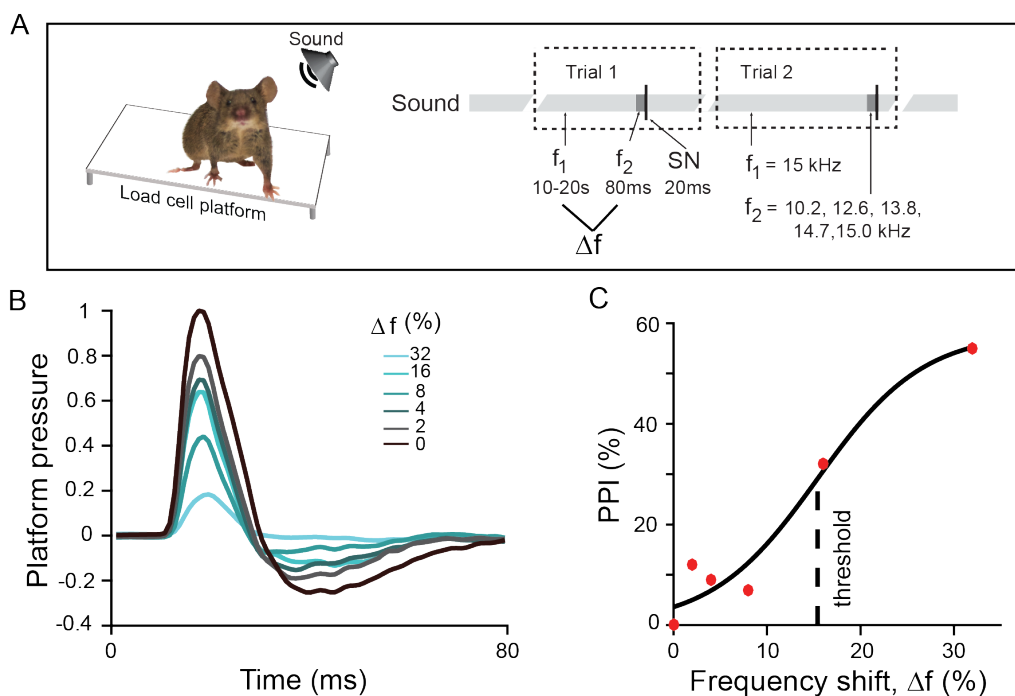 A
Sound
Load cell platform
Sound
Trial 1
Trial 2
f1
10-20s
f2
80ms
SN
20ms
Δf
f1 = 15 kHz
f2 = 10.2, 12.6, 13.8,
14.7,15.0 kHz
B
Platform pressure
1
0.8
0.6
0.4
0.2
0
-0.2
-0.4
0
80
Time (ms)
Δf (%)
32
16
8
4
2
0
C
PPI (%)
60
40
20
0
0
10
20
30
threshold
Frequency shift, Δf (%)